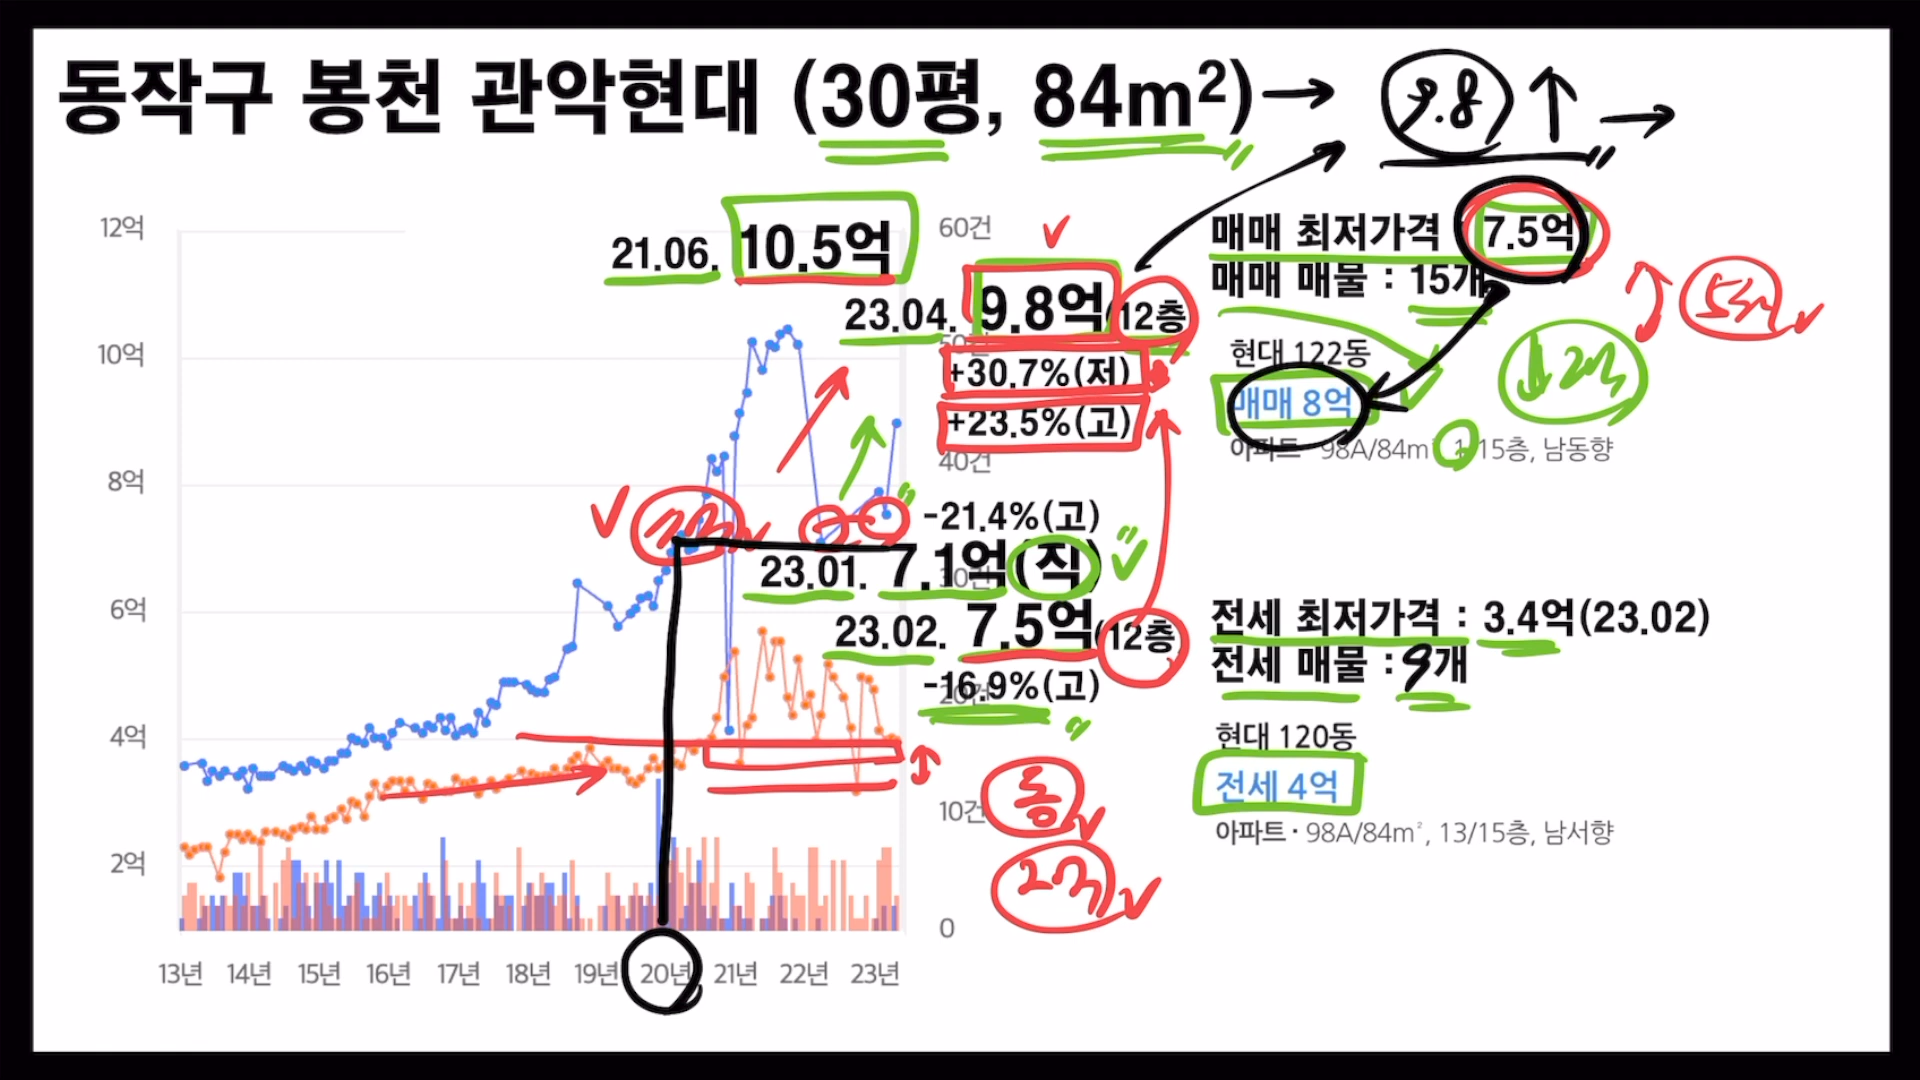 동작구 봉천 관악현대 (30평, 84m²)→ 9.8 ↑ →
12억
10억
8억
6억
4억
2억
60건
40건
10건
0
21.06. 10.5억
23.04. 9.8억(12층
+30.7%(저)
+23.5%(고)
-21.4%(고)
23.01. 7.1억(직)
23.02. 7.5억(12층
-16.9%(고)
13년 14년 15년 16년 17년 18년 19년 20년 21년 22년 23년
매매 최저가격 7.5억
매매 매물 : 15개
현대 122동
매매 8억
아파트 98A/84m² 15층, 남동향
전세 최저가격 : 3.4억(23.02)
전세 매물 : 9개
현대 120동
전세 4억
아파트 · 98A/84m², 13/15층, 남서향